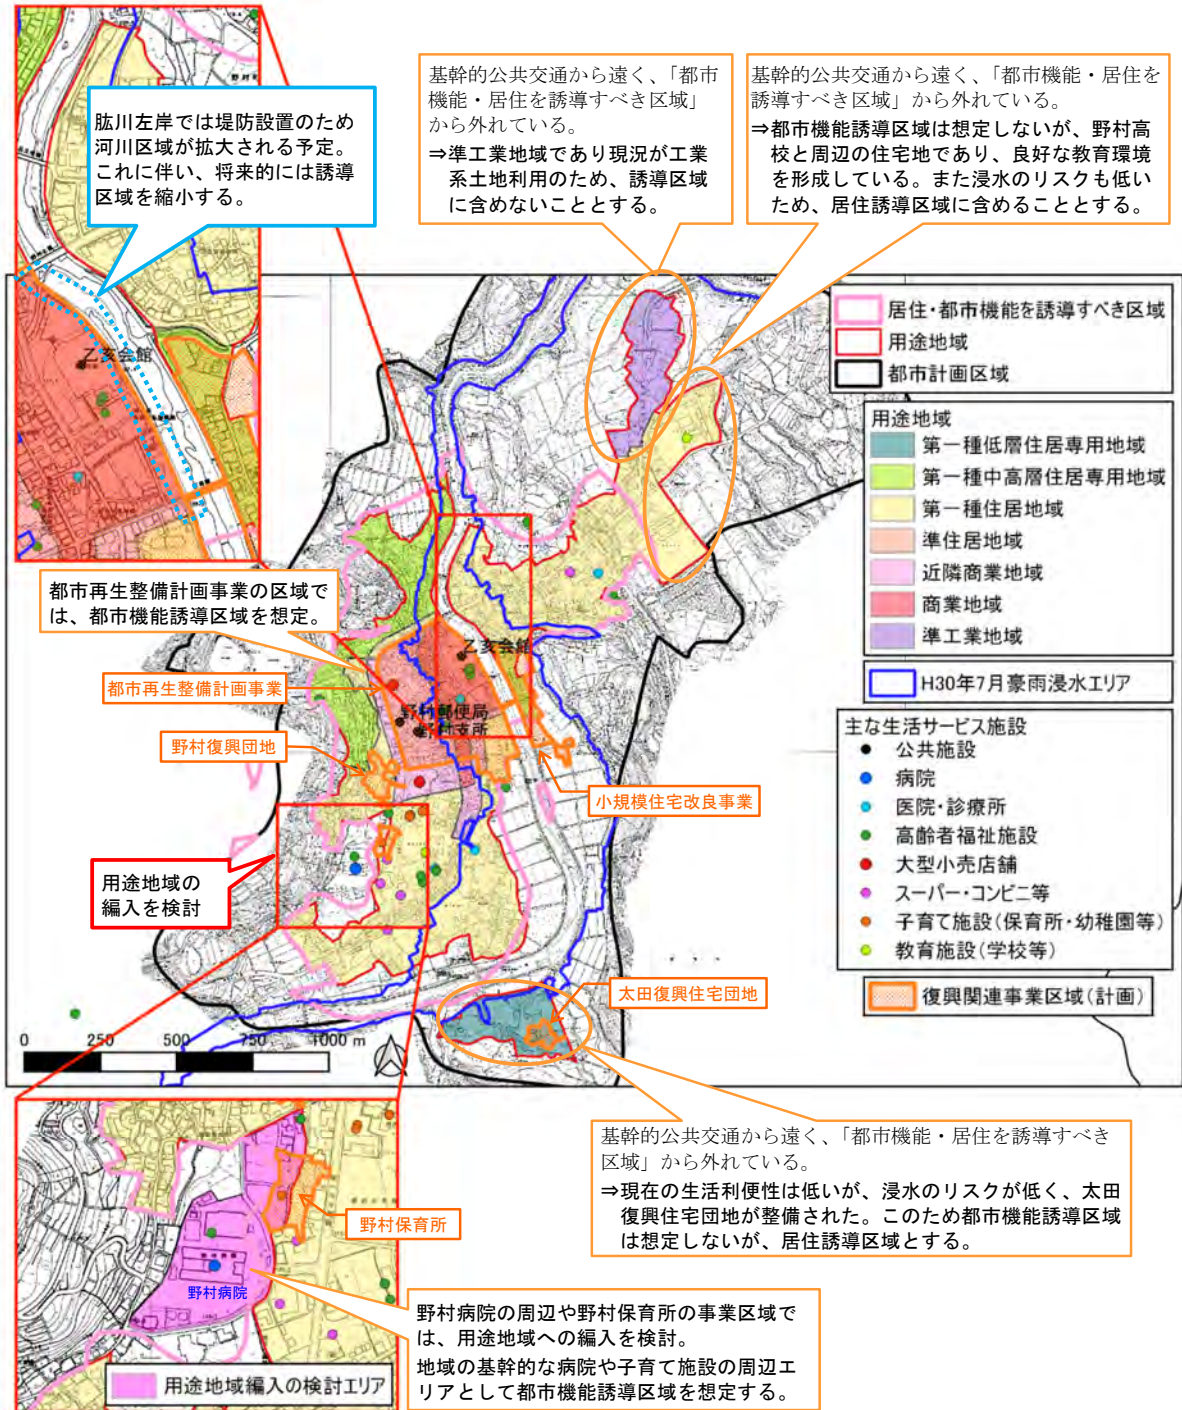 肱川左岸では堤防設置のため
河川区域が拡大される予定。
これに伴い、将来的には誘導
区域を縮小する。
基幹的公共交通から遠く、「都市
機能・居住を誘導すべき区域」
から外れている。
⇒準工業地域であり現況が工業
系土地利用のため、誘導区域
に含めないこととする。
基幹的公共交通から遠く、「都市機能・居住を
誘導すべき区域」から外れている。
⇒都市機能誘導区域は想定しないが、野村高
校と周辺の住宅地であり、良好な教育環境
を形成している。また浸水のリスクも低い
ため、居住誘導区域に含めることとする。
乙亥会館
居住・都市機能を誘導すべき区域
用途地域
都市計画区域
用途地域
第一種低層住居専用地域
第一種中高層住居専用地域
第一種住居地域
準住居地域
近隣商業地域
商業地域
準工業地域
H30年7月豪雨浸水エリア
主な生活サービス施設
公共施設
病院
医院・診療所
高齢者福祉施設
大型小売店舗
スーパー・コンビニ等
子育て施設(保育所・幼稚園等)
教育施設(学校等)
復興関連事業区域(計画)
都市再生整備計画事業の区域で
は、都市機能誘導区域を想定。
都市再生整備計画事業
乙亥会館
野村郵便局
野村支所
野村復興団地
小規模住宅改良事業
用途地域の
編入を検討
太田復興住宅団地
0 250 500 750 1000 m
基幹的公共交通から遠く、「都市機能・居住を誘導すべき
区域」から外れている。
⇒現在の生活利便性は低いが、浸水のリスクが低く、太田
復興住宅団地が整備された。このため都市機能誘導区域
は想定しないが、居住誘導区域とする。
野村保育所
野村病院
用途地域編入の検討エリア
野村病院の周辺や野村保育所の事業区域で
は、用途地域への編入を検討。
地域の基幹的な病院や子育て施設の周辺エ
リアとして都市機能誘導区域を想定する。